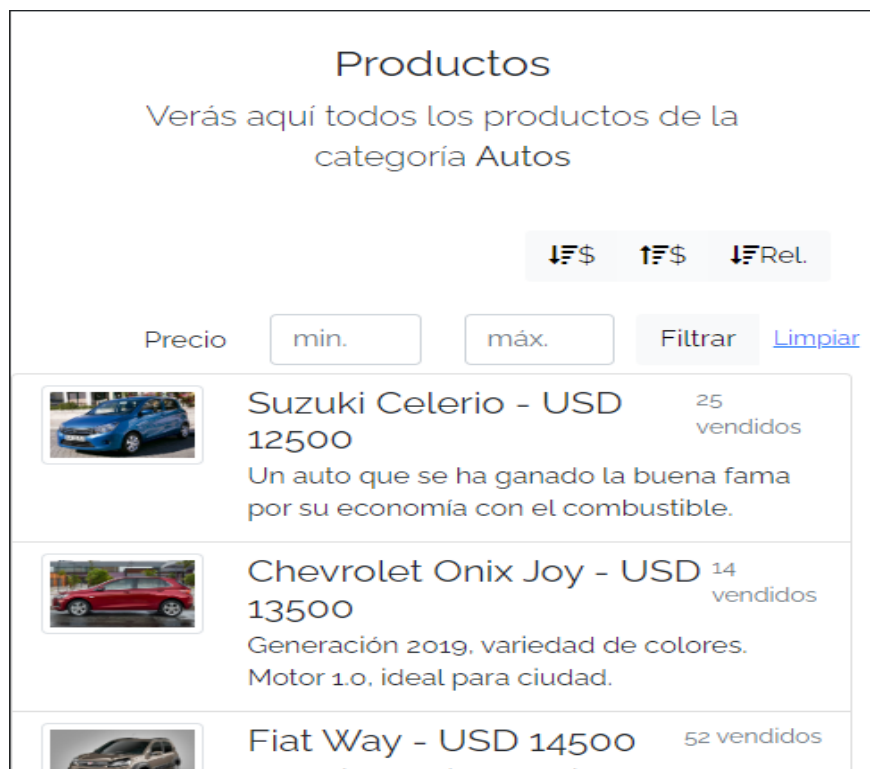 Productos
Verás aquí todos los productos de la
categoría Autos
$ $ Rel.
Precio min. máx. Filtrar Limpiar
Suzuki Celerio - USD
12500
25
vendidos
Un auto que se ha ganado la buena fama
por su economía con el combustible.
Chevrolet Onix Joy - USD
13500
14
vendidos
Generación 2019, variedad de colores.
Motor 1.0, ideal para ciudad.
Fiat Way - USD 14500
52 vendidos